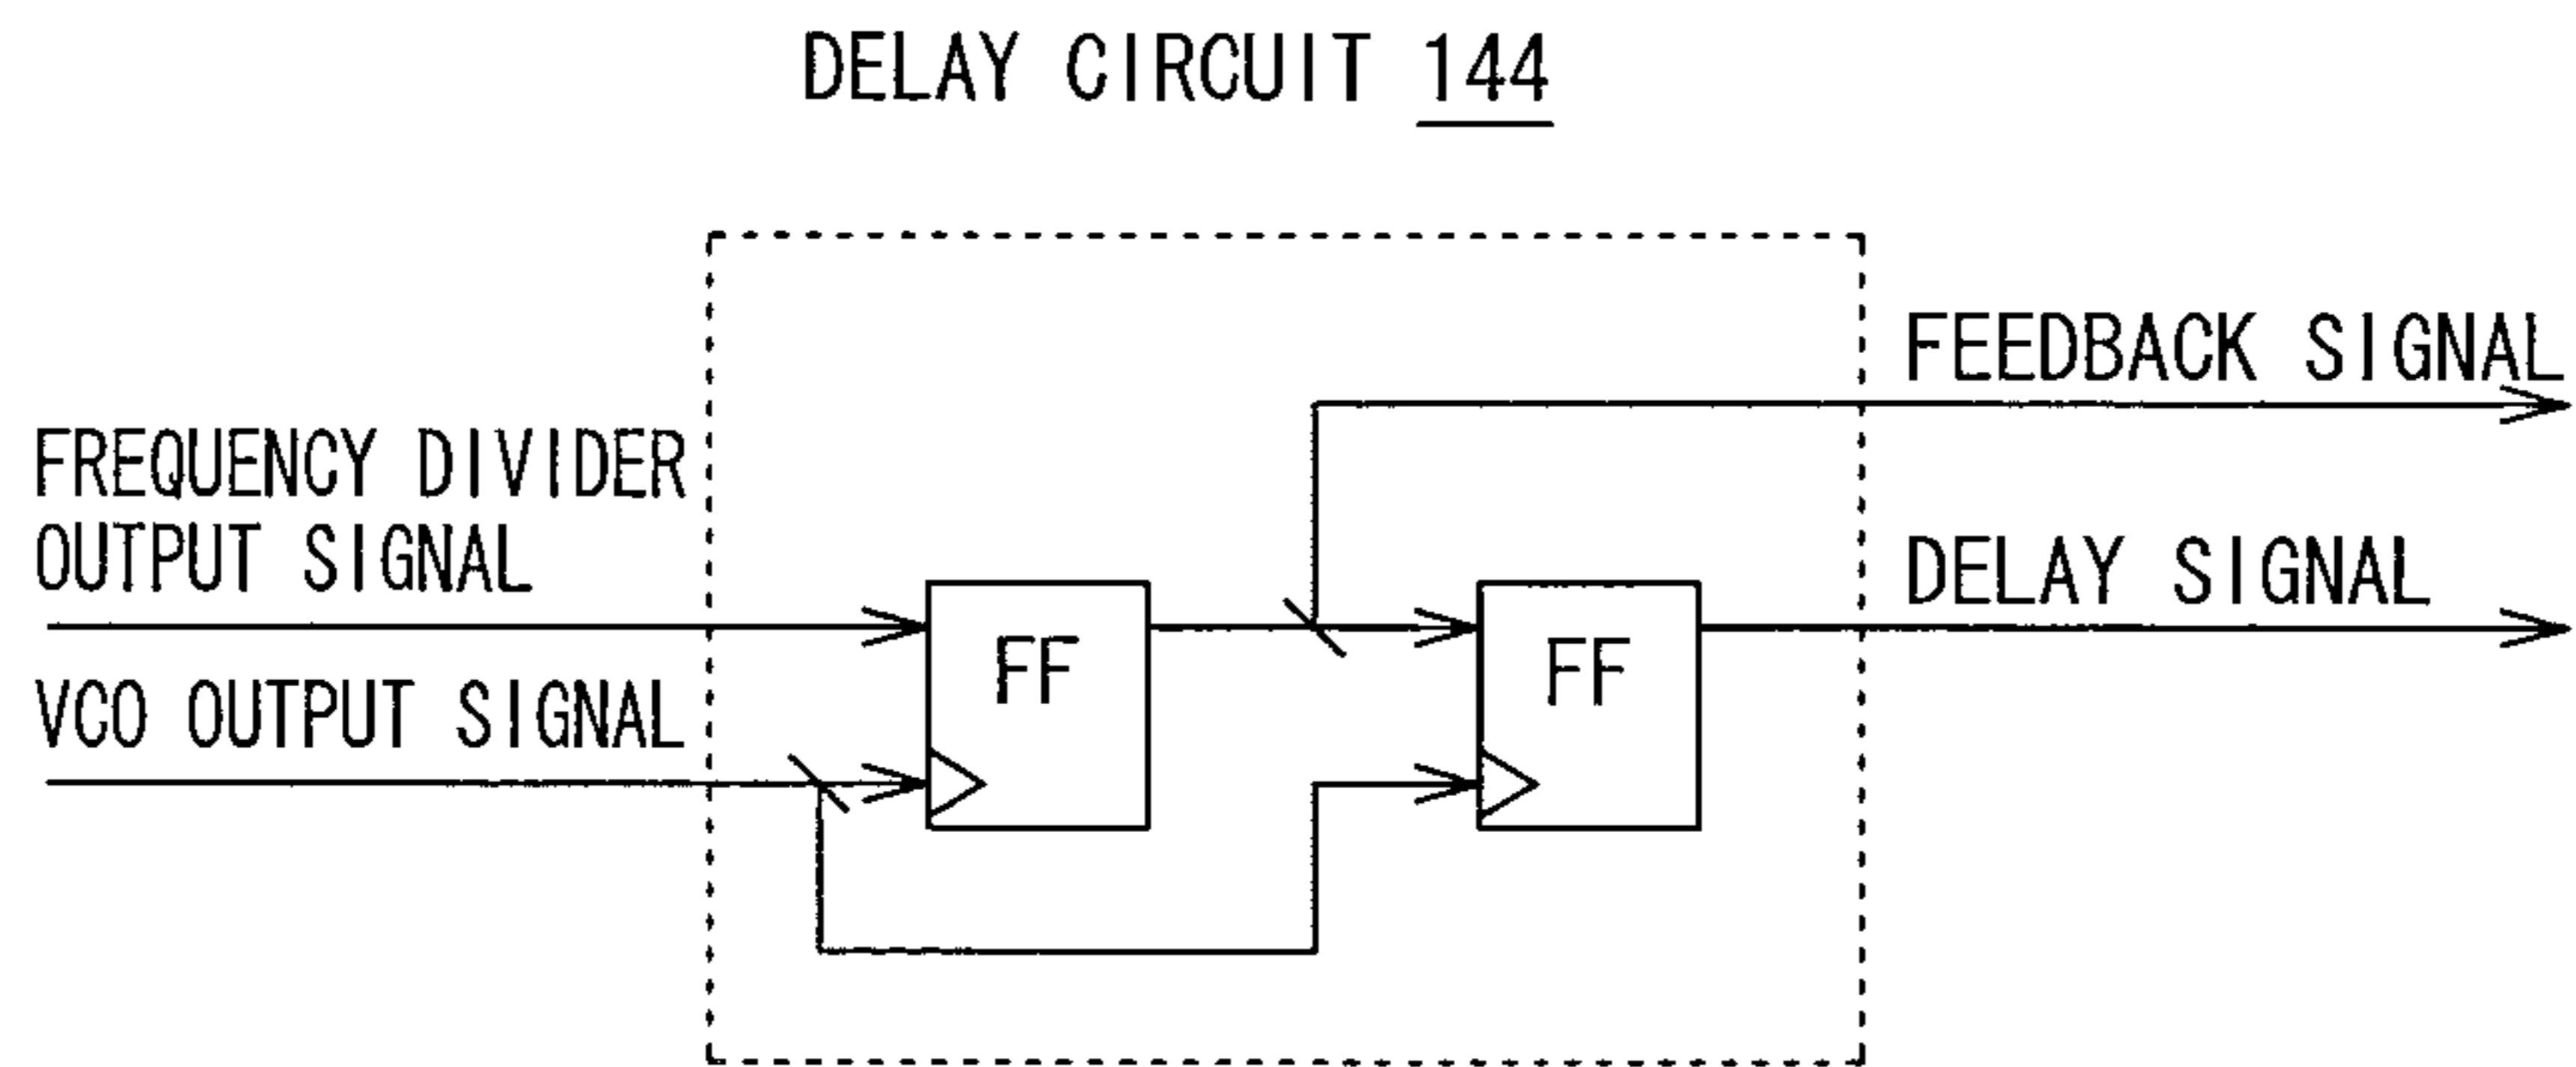 DELAY CIRCUIT 144
FEEDBACK SIGNAL
FREQUENCY DIVIDER
OUTPUT SIGNAL
DELAY SIGNAL
FF
FF
VCO OUTPUT SIGNAL